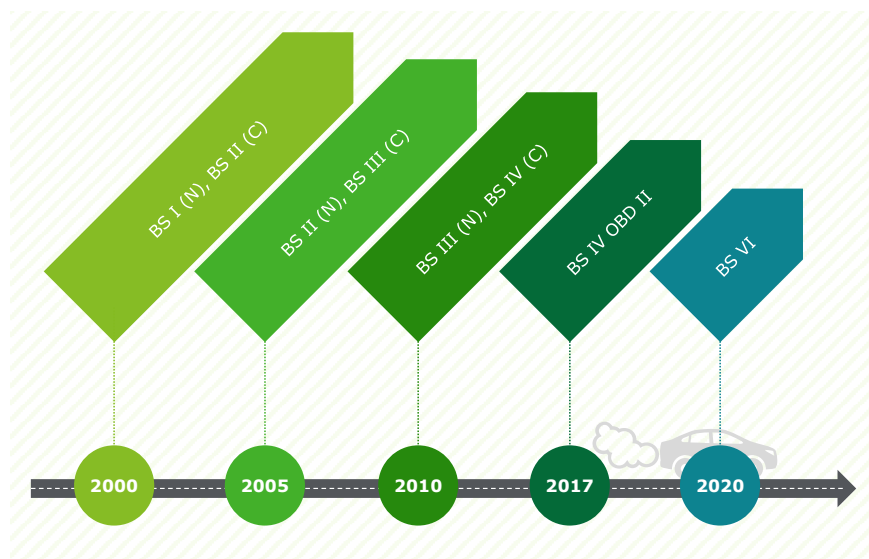 BS I (N), BS II (C)
BS II (N), BS III (C)
BS III (N), BS IV (C)
BS IV OBD II
BS VI
2000
2005
2010
2017
2020